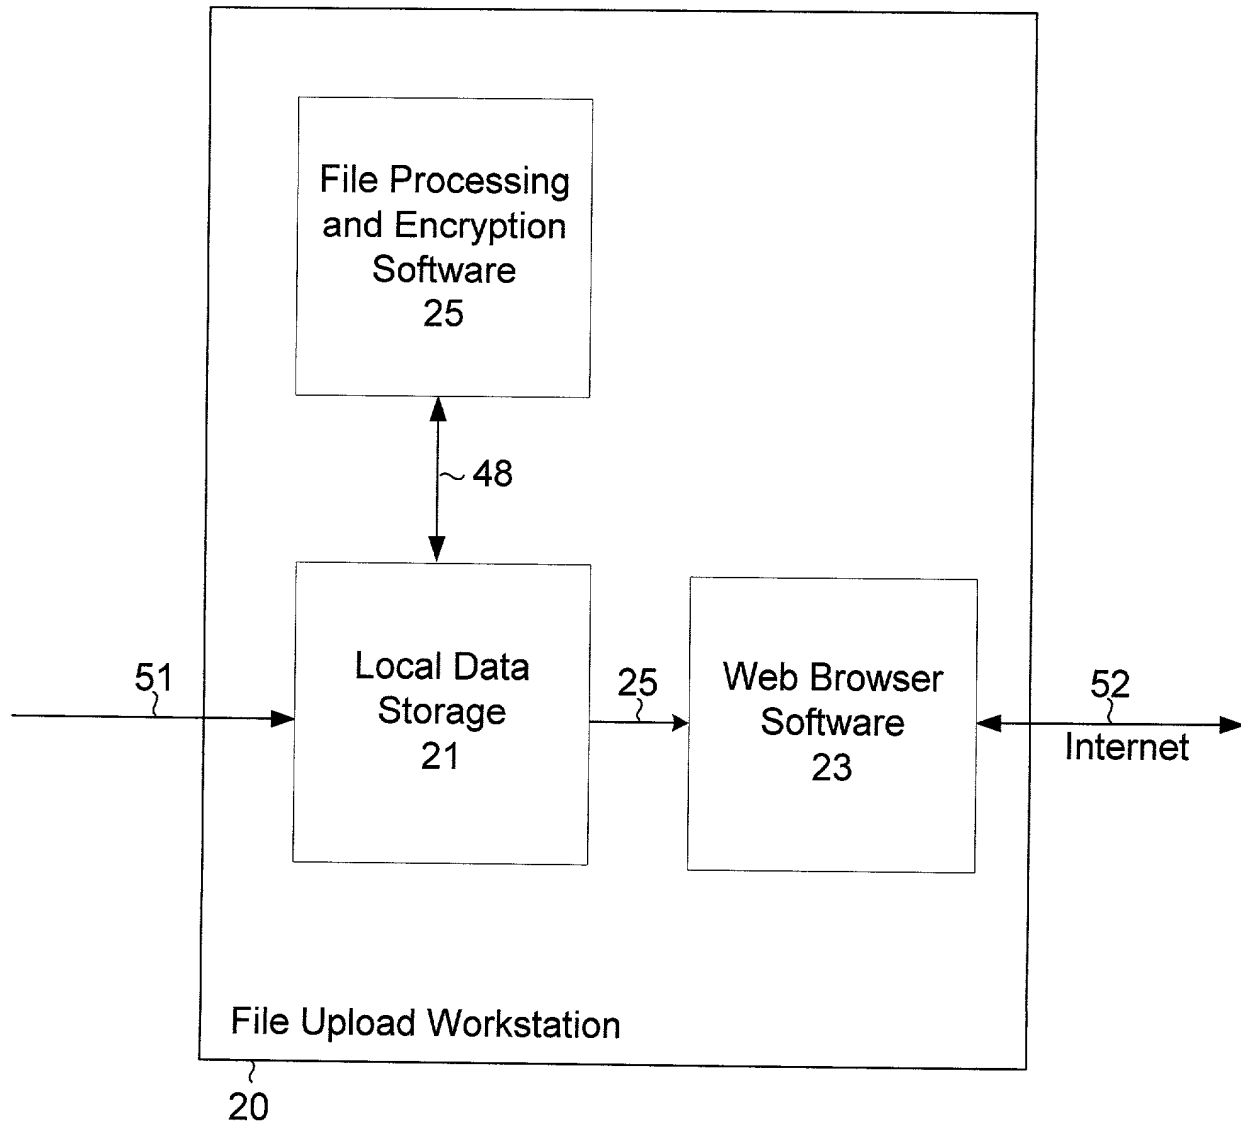 File Processing
and Encryption
Software
25
48
51
Local Data
Storage
21
25
Web Browser
Software
23
52
Internet
File Upload Workstation
20